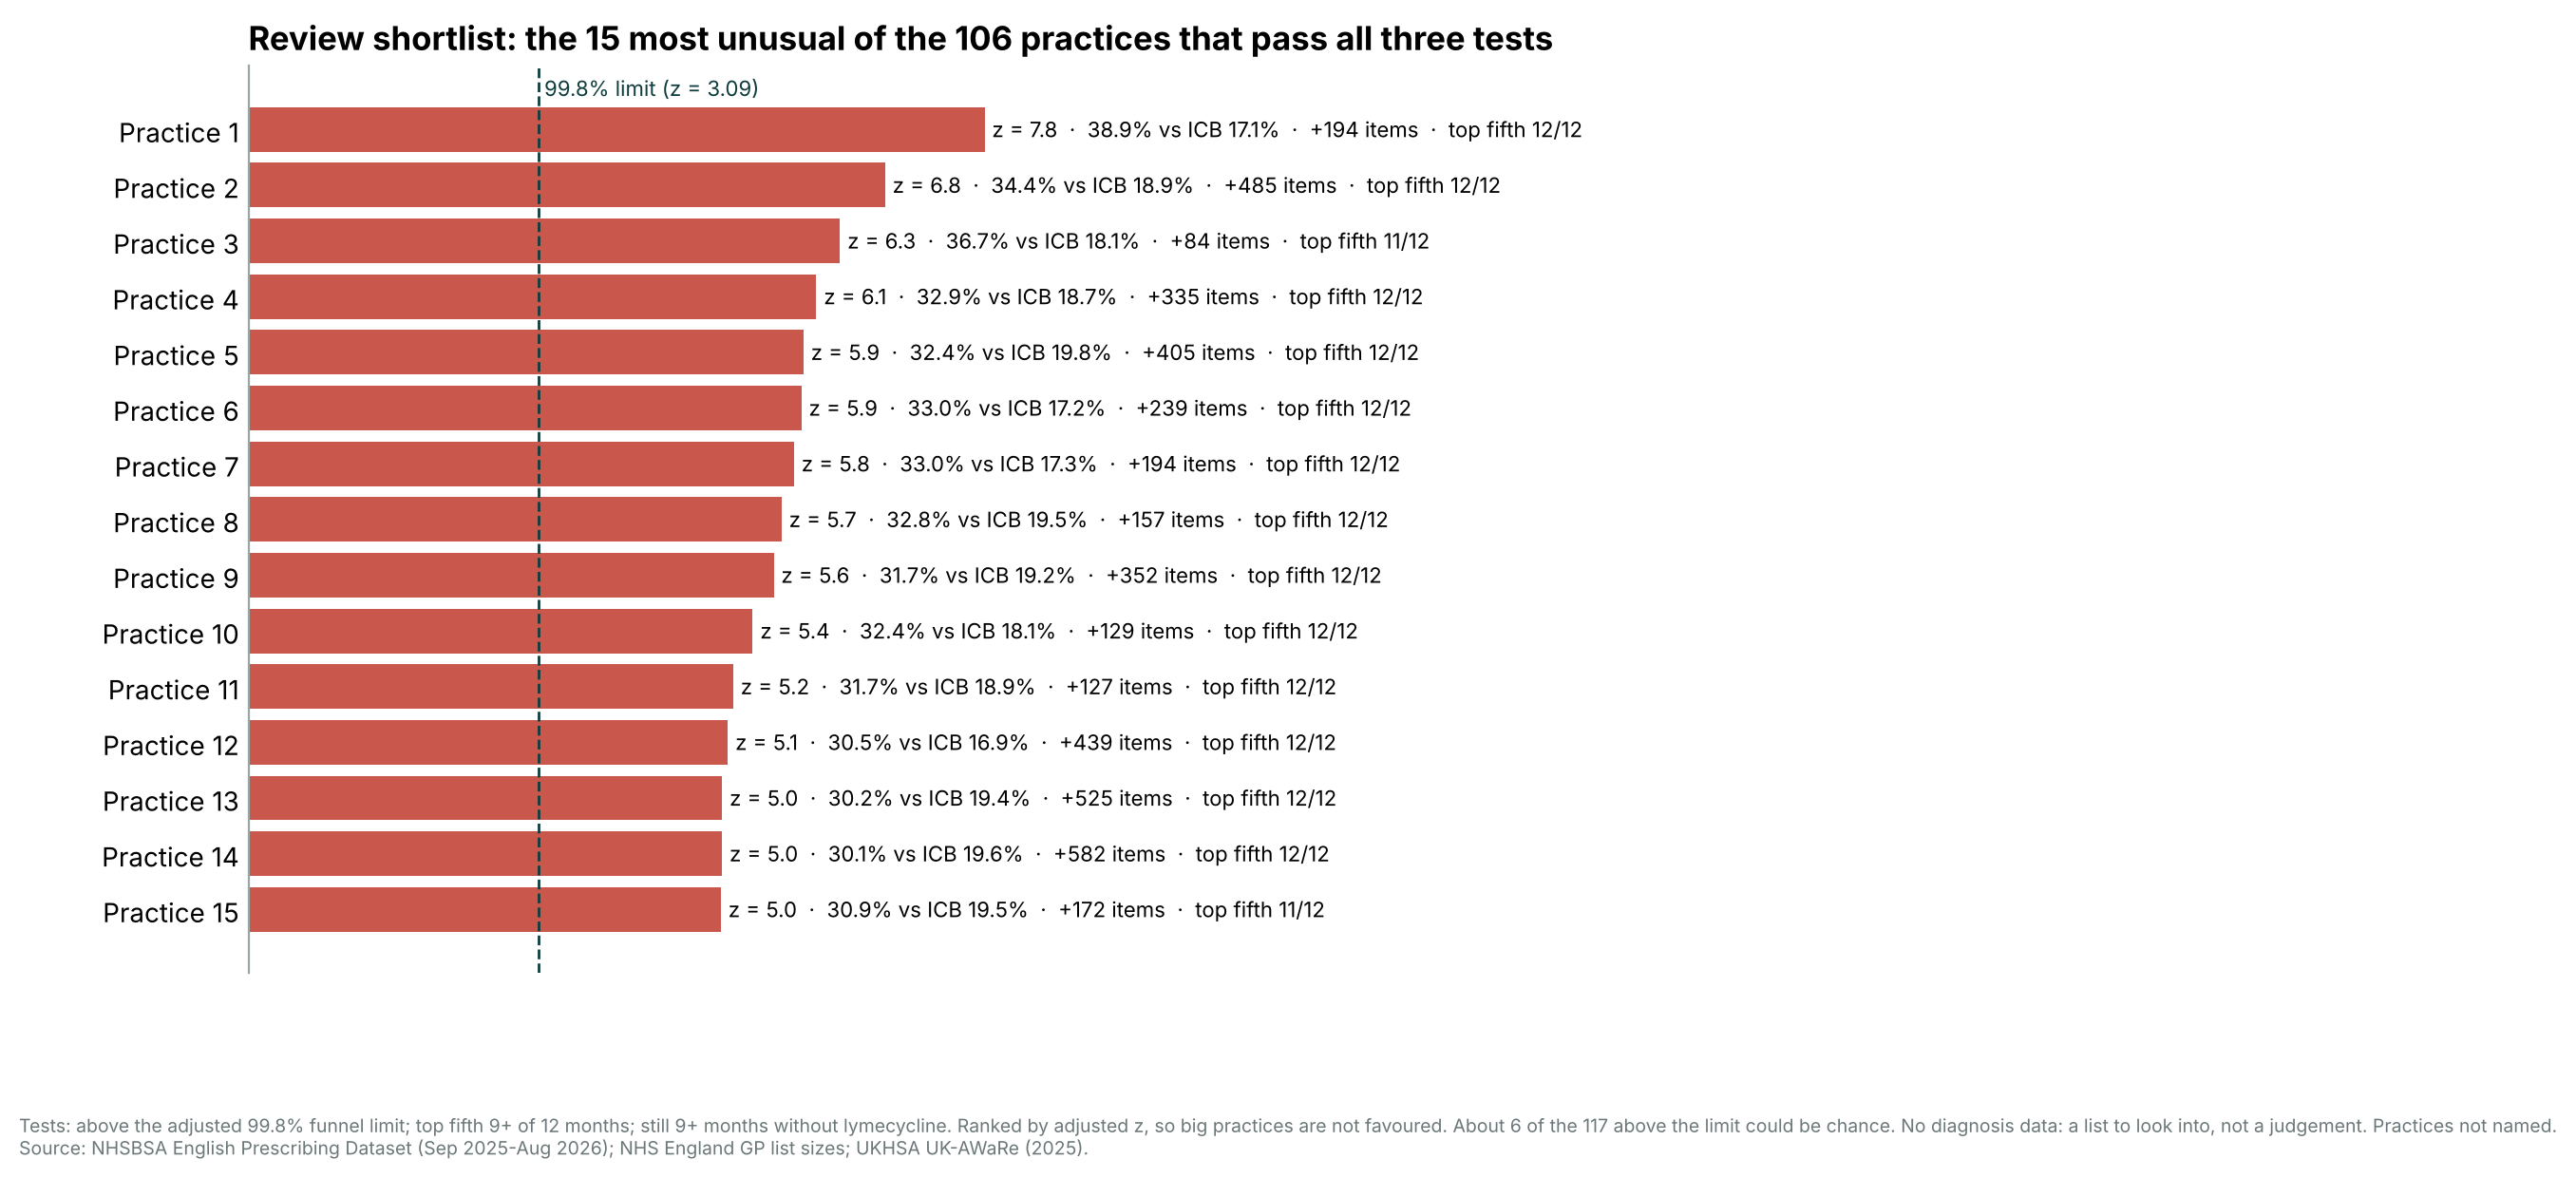 Review shortlist: the 15 most unusual of the 106 practices that pass all three tests
99.8% limit (z = 3.09)
Practice 1 z = 7.8 · 38.9% vs ICB 17.1% · +194 items · top fifth 12/12
Practice 2 z = 6.8 · 34.4% vs ICB 18.9% · +485 items · top fifth 12/12
Practice 3 z = 6.3 · 36.7% vs ICB 18.1% · +84 items · top fifth 11/12
Practice 4 z = 6.1 · 32.9% vs ICB 18.7% · +335 items · top fifth 12/12
Practice 5 z = 5.9 · 32.4% vs ICB 19.8% · +405 items · top fifth 12/12
Practice 6 z = 5.9 · 33.0% vs ICB 17.2% · +239 items · top fifth 12/12
Practice 7 z = 5.8 · 33.0% vs ICB 17.3% · +194 items · top fifth 12/12
Practice 8 z = 5.7 · 32.8% vs ICB 19.5% · +157 items · top fifth 12/12
Practice 9 z = 5.6 · 31.7% vs ICB 19.2% · +352 items · top fifth 12/12
Practice 10 z = 5.4 · 32.4% vs ICB 18.1% · +129 items · top fifth 12/12
Practice 11 z = 5.2 · 31.7% vs ICB 18.9% · +127 items · top fifth 12/12
Practice 12 z = 5.1 · 30.5% vs ICB 16.9% · +439 items · top fifth 12/12
Practice 13 z = 5.0 · 30.2% vs ICB 19.4% · +525 items · top fifth 12/12
Practice 14 z = 5.0 · 30.1% vs ICB 19.6% · +582 items · top fifth 12/12
Practice 15 z = 5.0 · 30.9% vs ICB 19.5% · +172 items · top fifth 11/12
Tests: above the adjusted 99.8% funnel limit; top fifth 9+ of 12 months; still 9+ months without lymecycline. Ranked by adjusted z, so big practices are not favoured. About 6 of the 117 above the limit could be chance. No diagnosis data: a list to look into, not a judgement. Practices not named.
Source: NHSBSA English Prescribing Dataset (Sep 2025-Aug 2026); NHS England GP list sizes; UKHSA UK-AWaRe (2025).